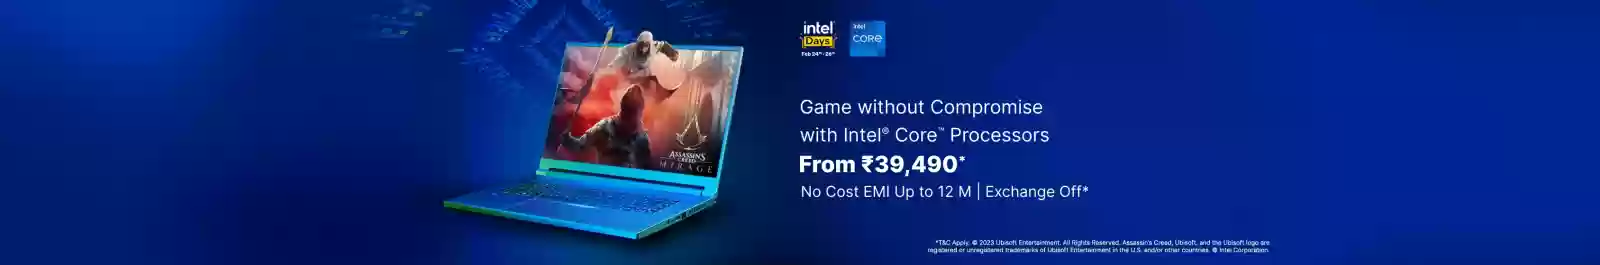 intel
Days
Feb 24th - 26th
intel
CORE
Game without Compromise
with Intel® Core™ Processors
From ₹39,490*
No Cost EMI Up to 12 M | Exchange Off*
ASSASSIN'S
CREED
MIRAGE
*T&C Apply. © 2023 Ubisoft Entertainment. All Rights Reserved. Assassin's Creed, Ubisoft, and the Ubisoft logo are
registered or unregistered trademarks of Ubisoft Entertainment in the U.S. and/or other countries. © Intel Corporation.